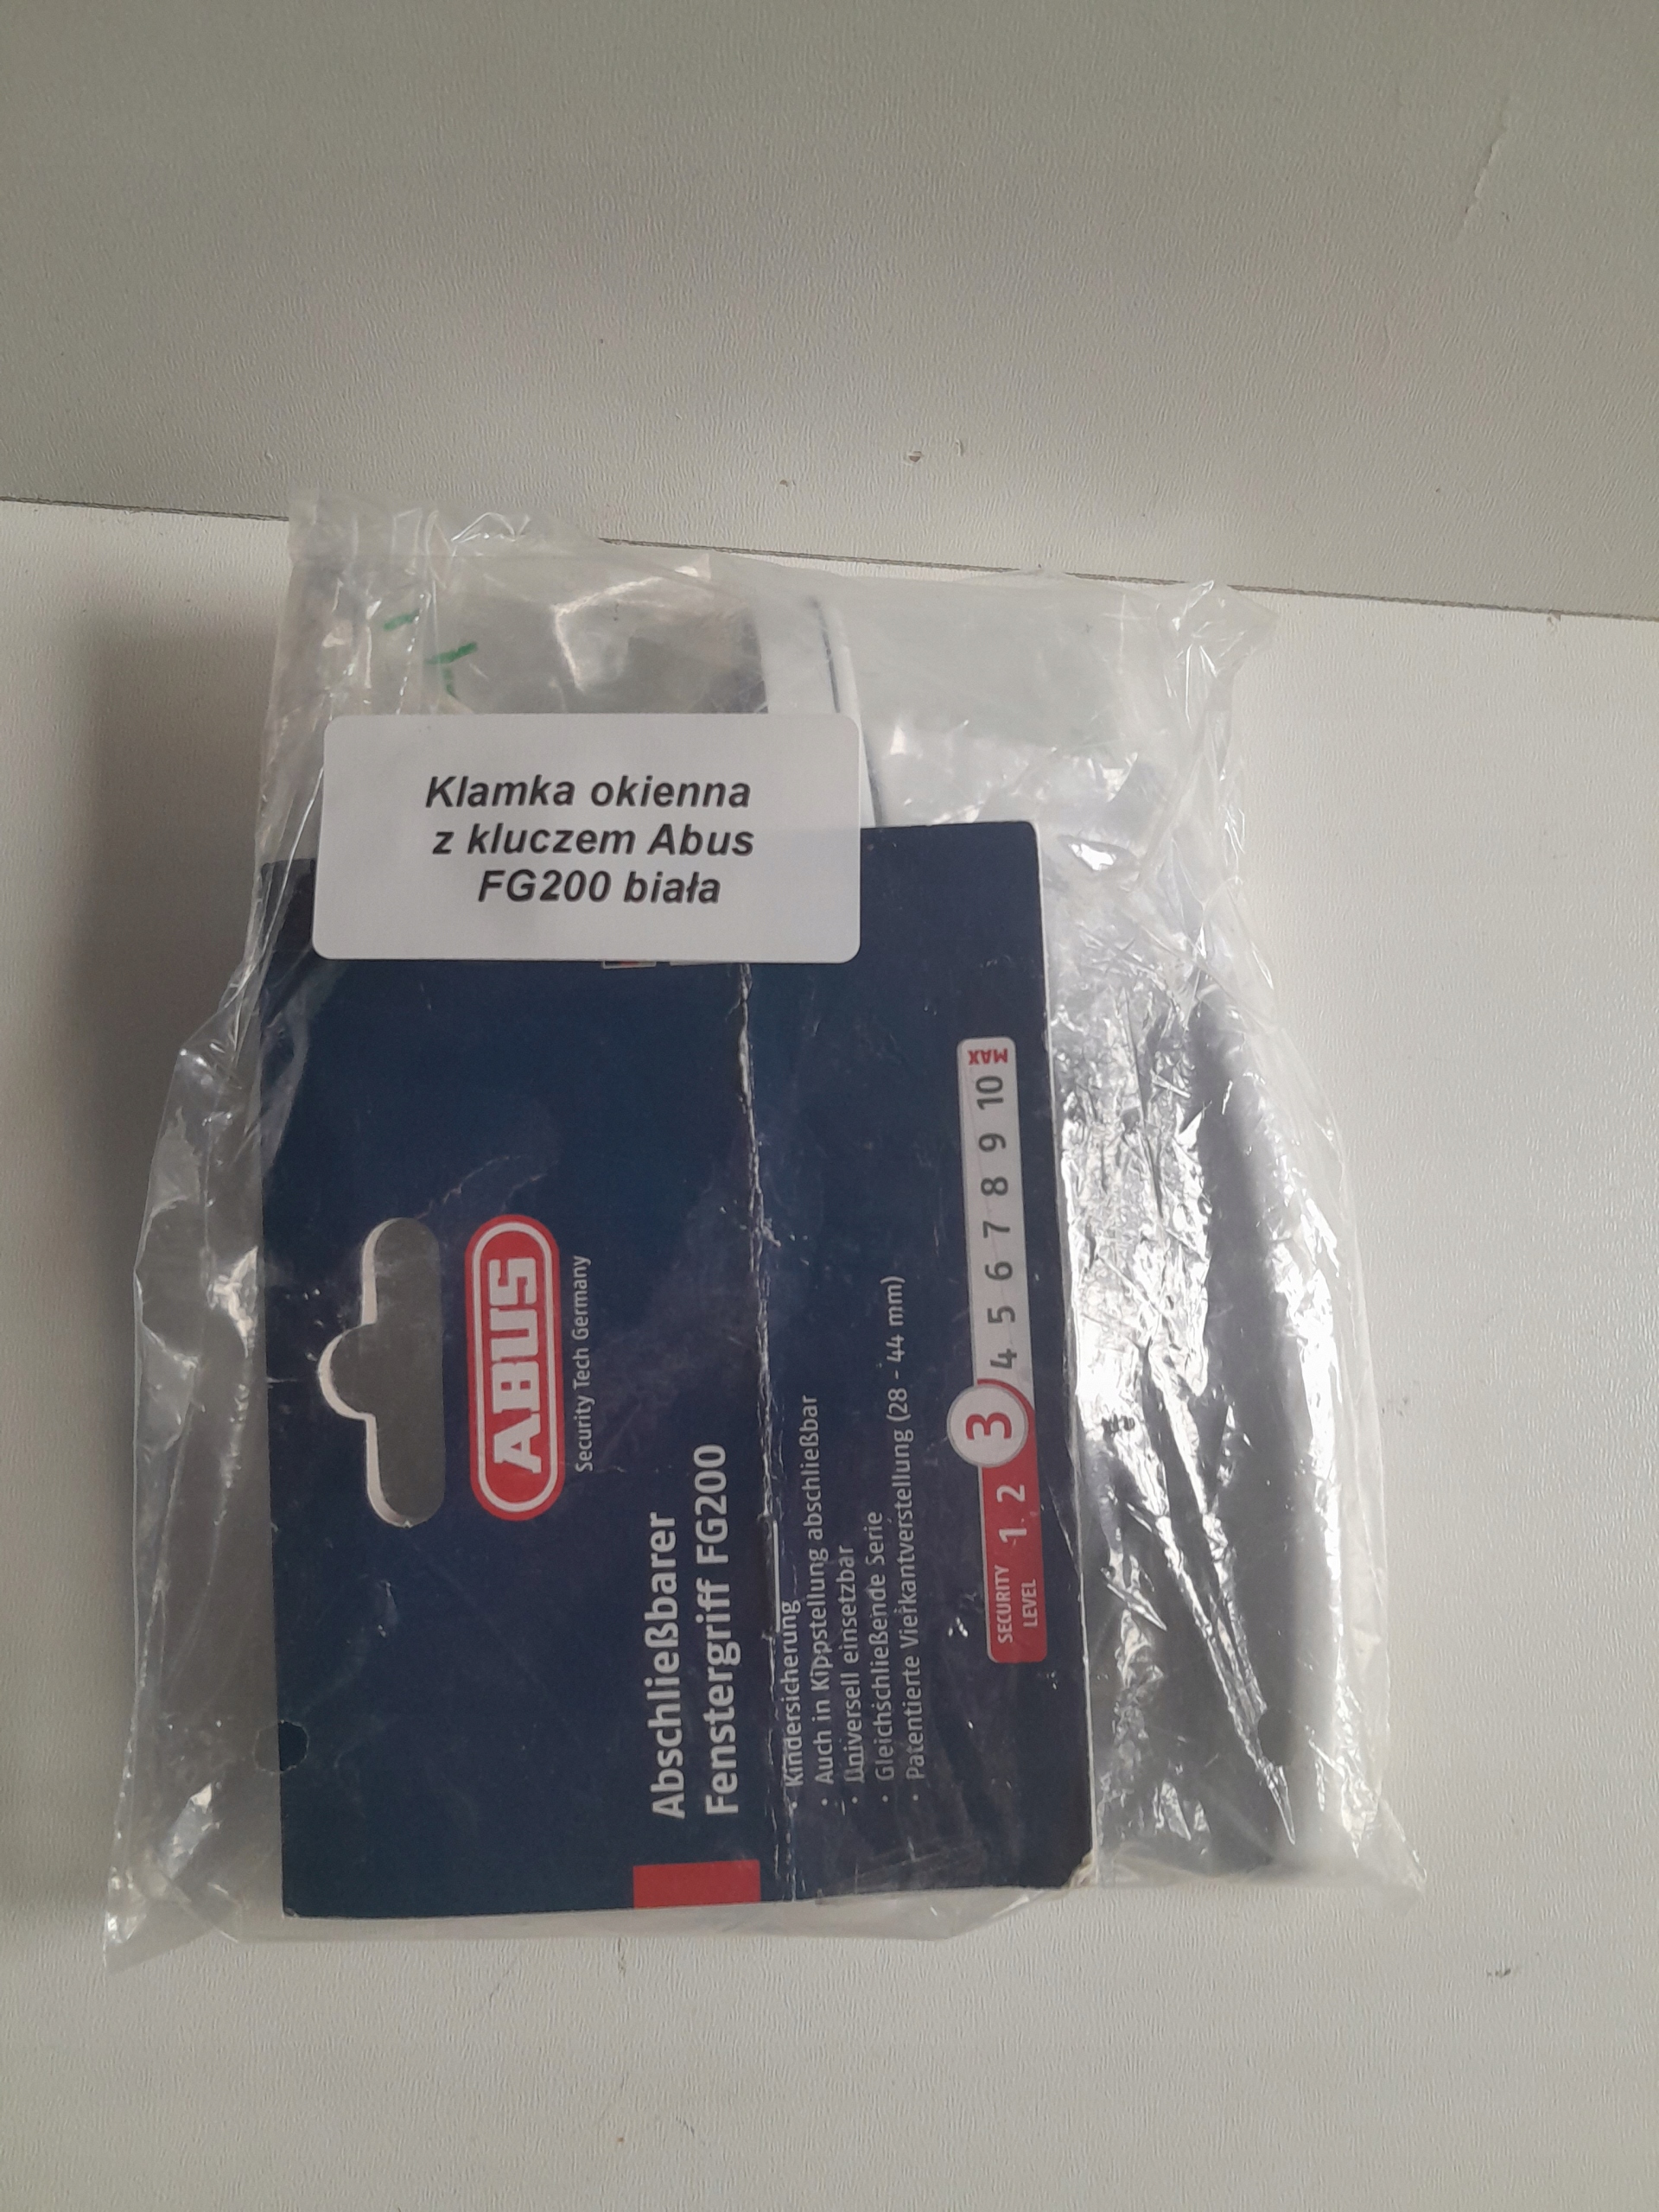 Klamka okienna
z kluczem Abus
FG200 biała
ABUS
Security Tech Germany
Abschließbarer
Fenstergriff FG200
• Kindersicherung
• Auch in Kippstellung abschließbar
• Universell einsetzbar
• Gleichschließende Serie
• Patentierte Vierkantverstellung (28 - 44 mm)
SECURITY
LEVEL
1 2 3 4 5 6 7 8 9 10 MAX